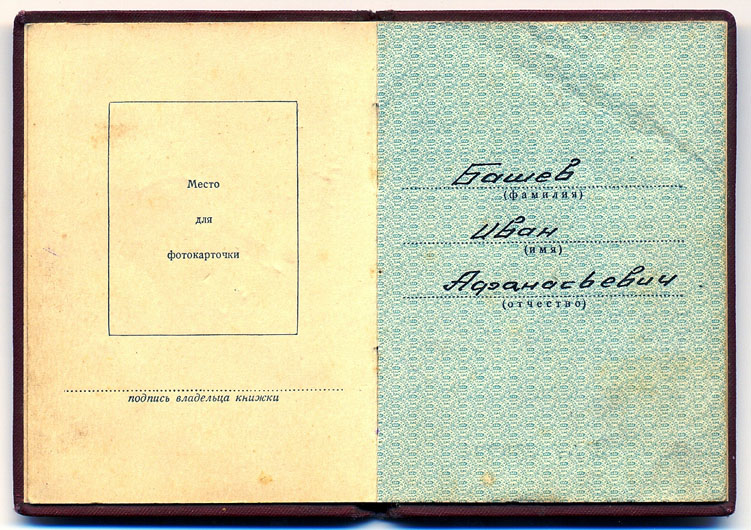 Место
для
фотокарточки
подпись владельца книжки
Башев
(фамилия)
Иван
(имя)
Афанасьевич
(отчество)